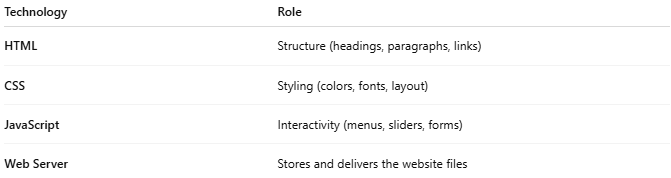 Technology Role
HTML Structure (headings, paragraphs, links)
CSS Styling (colors, fonts, layout)
JavaScript Interactivity (menus, sliders, forms)
Web Server Stores and delivers the website files